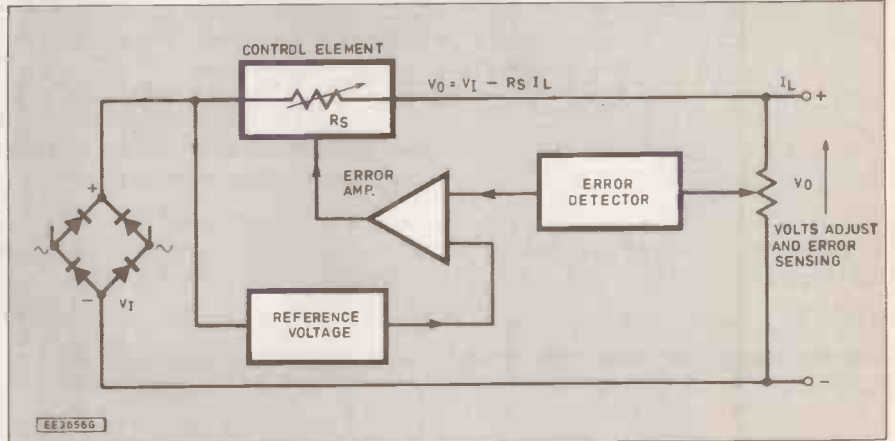 CONTROL ELEMENT
RS
VO = VI − RS IL
IL
+
ERROR
AMP.
ERROR
DETECTOR
VO
VOLTS ADJUST
AND ERROR
SENSING
+
~
~
−
VI
REFERENCE
VOLTAGE
−
EE3656G